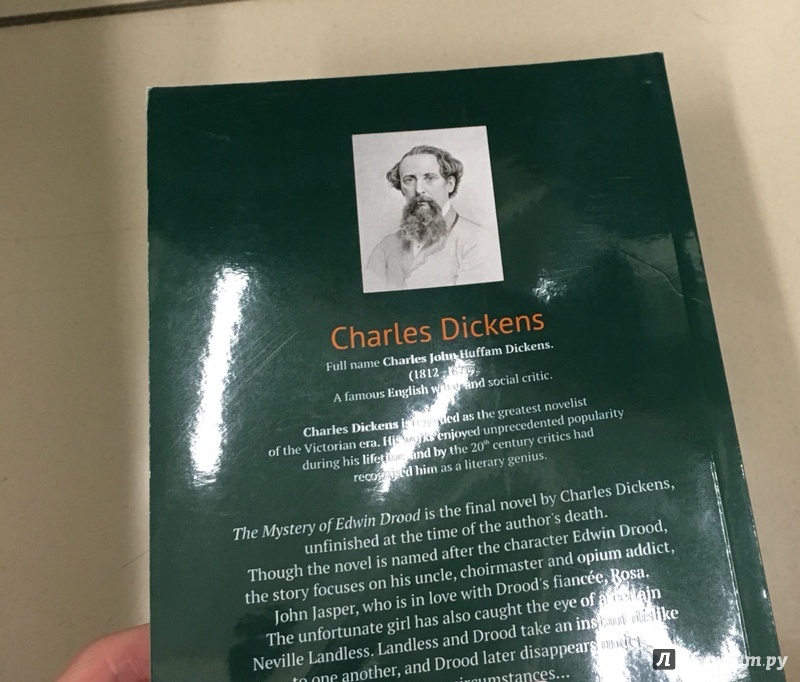 Charles Dickens
Full name Charles John Huffam Dickens.
(1812 -
A famous English and social critic.
Charles Dickens is regarded as the greatest novelist
of the Victorian era. His works enjoyed unprecedented popularity
during his lifetime, and by the 20th century critics had
recognised him as a literary genius.
The Mystery of Edwin Drood is the final novel by Charles Dickens,
unfinished at the time of the author's death.
Though the novel is named after the character Edwin Drood,
the story focuses on his uncle, choirmaster and opium addict,
John Jasper, who is in love with Drood's fiancée, Rosa.
The unfortunate girl has also caught the eye of
Neville Landless. Landless and Drood take an instant dislike
to one another, and Drood later disappears under
circumstances...
Л